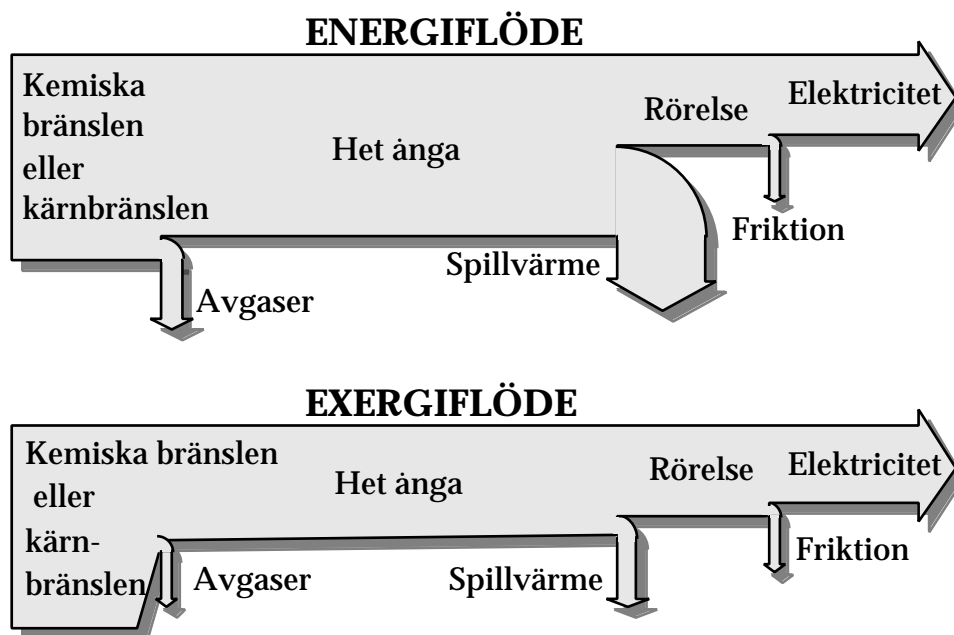 ENERGIFLÖDE
Kemiska
bränslen
eller
kärnbränslen
Het ånga
Rörelse
Elektricitet
Friktion
Spillvärme
Avgaser
EXERGIFLÖDE
Kemiska bränslen
eller
kärn-
bränslen
Het ånga
Rörelse
Elektricitet
Avgaser
Spillvärme
Friktion